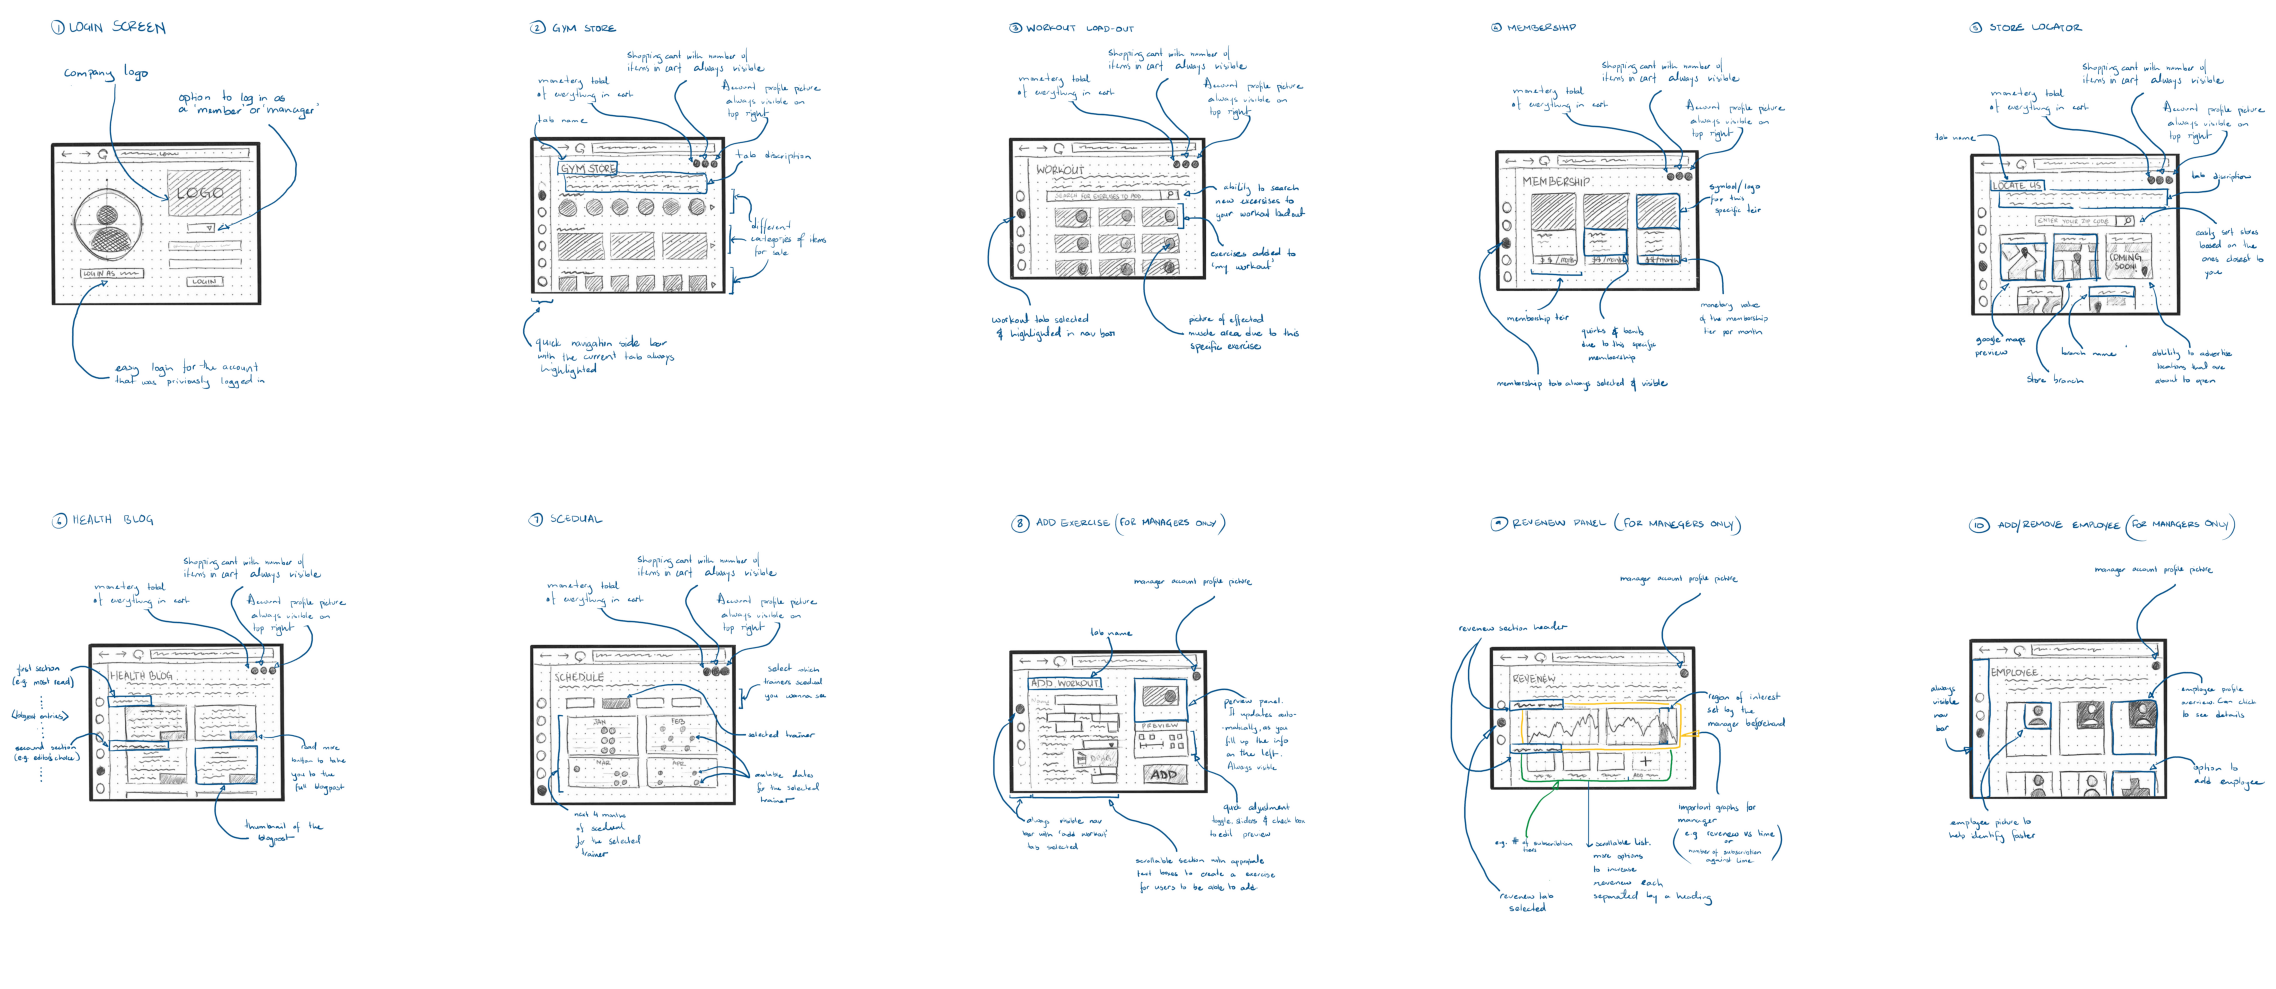 ① LOGIN SCREEN
company logo
option to log in as
a 'member' or 'manager'
LOGO
LOGIN AS
LOGIN
easy login for the account
that was priviously logged in
② GYM STORE
Shopping cart with number of
items in cart always visible
monetery total
of everything in cart
Account profile picture
always visible on
top right
tab name
tab discription
GYM STORE
different
categories of items
for sale
quick navigation side bar
with the current tab always
highlighted
③ WORKOUT LOAD-OUT
Shopping cart with number of
items in cart always visible
monetery total
of everything in cart
Account profile picture
always visible on
top right
WORKOUT
SEARCH FOR EXERCISES TO ADD
ability to search
new excersises to
your workout loadout
exercises added to
'my workout'
workout tab selected
& highlighted in nav bar
picture of effected
muscle area due to this
specific exercise
④ MEMBERSHIP
Shopping cart with number of
items in cart always visible
monetery total
of everything in cart
Account profile picture
always visible on
top right
MEMBERSHIP
symbol/logo
for this
specific teir
$$/month
$$/month
$$/month
membership teir
quirks & benifits
due to this specific
membership
monetary value
of the membership
tier per month
membership tab always selected & visible
⑤ STORE LOCATOR
Shopping cart with number of
items in cart always visible
monetery total
of everything in cart
Account profile picture
always visible on
top right
tab name
tab discription
LOCATE US
ENTER YOUR ZIP CODE
COMING
SOON!
easily sort stores
based on the
ones closest to
you
google maps
preview
store branch
branch name
ability to advertise
locations that are
about to open
⑥ HEALTH BLOG
Shopping cart with number of
items in cart always visible
monetery total
of everything in cart
Account profile picture
always visible on
top right
first section
(e.g. most read)
<blogpost entries>
second section
(e.g. editors choice)
HEALTH BLOG
read more
button to take
you to the
full blogpost
thumbnail of the
blogpost
⑦ SCEDUAL
Shopping cart with number of
items in cart always visible
monetery total
of everything in cart
Account profile picture
always visible on
top right
SCHEDULE
JAN
FEB
MAR
APR
select which
trainers scedual
you wanna see
selected trainer
available dates
for the selected
trainer
next 4 months
of scedual
for the selected
trainer
⑧ ADD EXERCISE (FOR MANAGERS ONLY)
manager account profile picture
tab name
ADD WORKOUT
PREVIEW
ADD
perview panel.
It updates auto-
-matically, as you
fill up the info
on the left.
Always visible
quick adjustment
toggle, sliders & check box
to edit preview
always visible nav
bar with 'add workout'
tab selected
scrollable section with appropriate
text boxes to create a exercise
for users to be able to add
⑨ REVENEW PANEL (FOR MANEGERS ONLY)
manager account profile picture
revenew section header
REVENEW
ADD
region of interest
set by the
manager beforehand
important graphs for
manager
(e.g. revenew vs time
or
number of subscribtion
against time)
e.g. # of subscribtion
tiers
scrollable list.
more options
to increase
revenew each
separated by a heading
revenew tab
selected
⑩ ADD/REMOVE EMPLOYEE (FOR MANAGERS ONLY)
manager account profile picture
EMPLOYEE
always
visible
nav
bar
employee profile
overview. Can click
to see details
option to
add employee
employee picture to
help identify faster